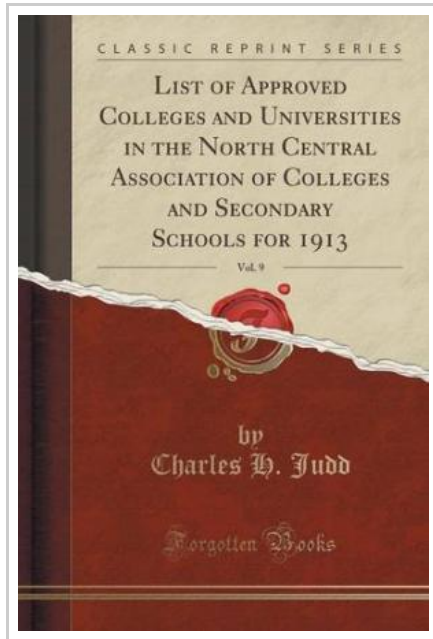 CLASSIC REPRINT SERIES
LIST OF APPROVED
COLLEGES AND UNIVERSITIES
IN THE NORTH CENTRAL
ASSOCIATION OF COLLEGES
AND SECONDARY
SCHOOLS FOR 1913
Vol. 9
by
Charles H. Judd
Forgotten Books